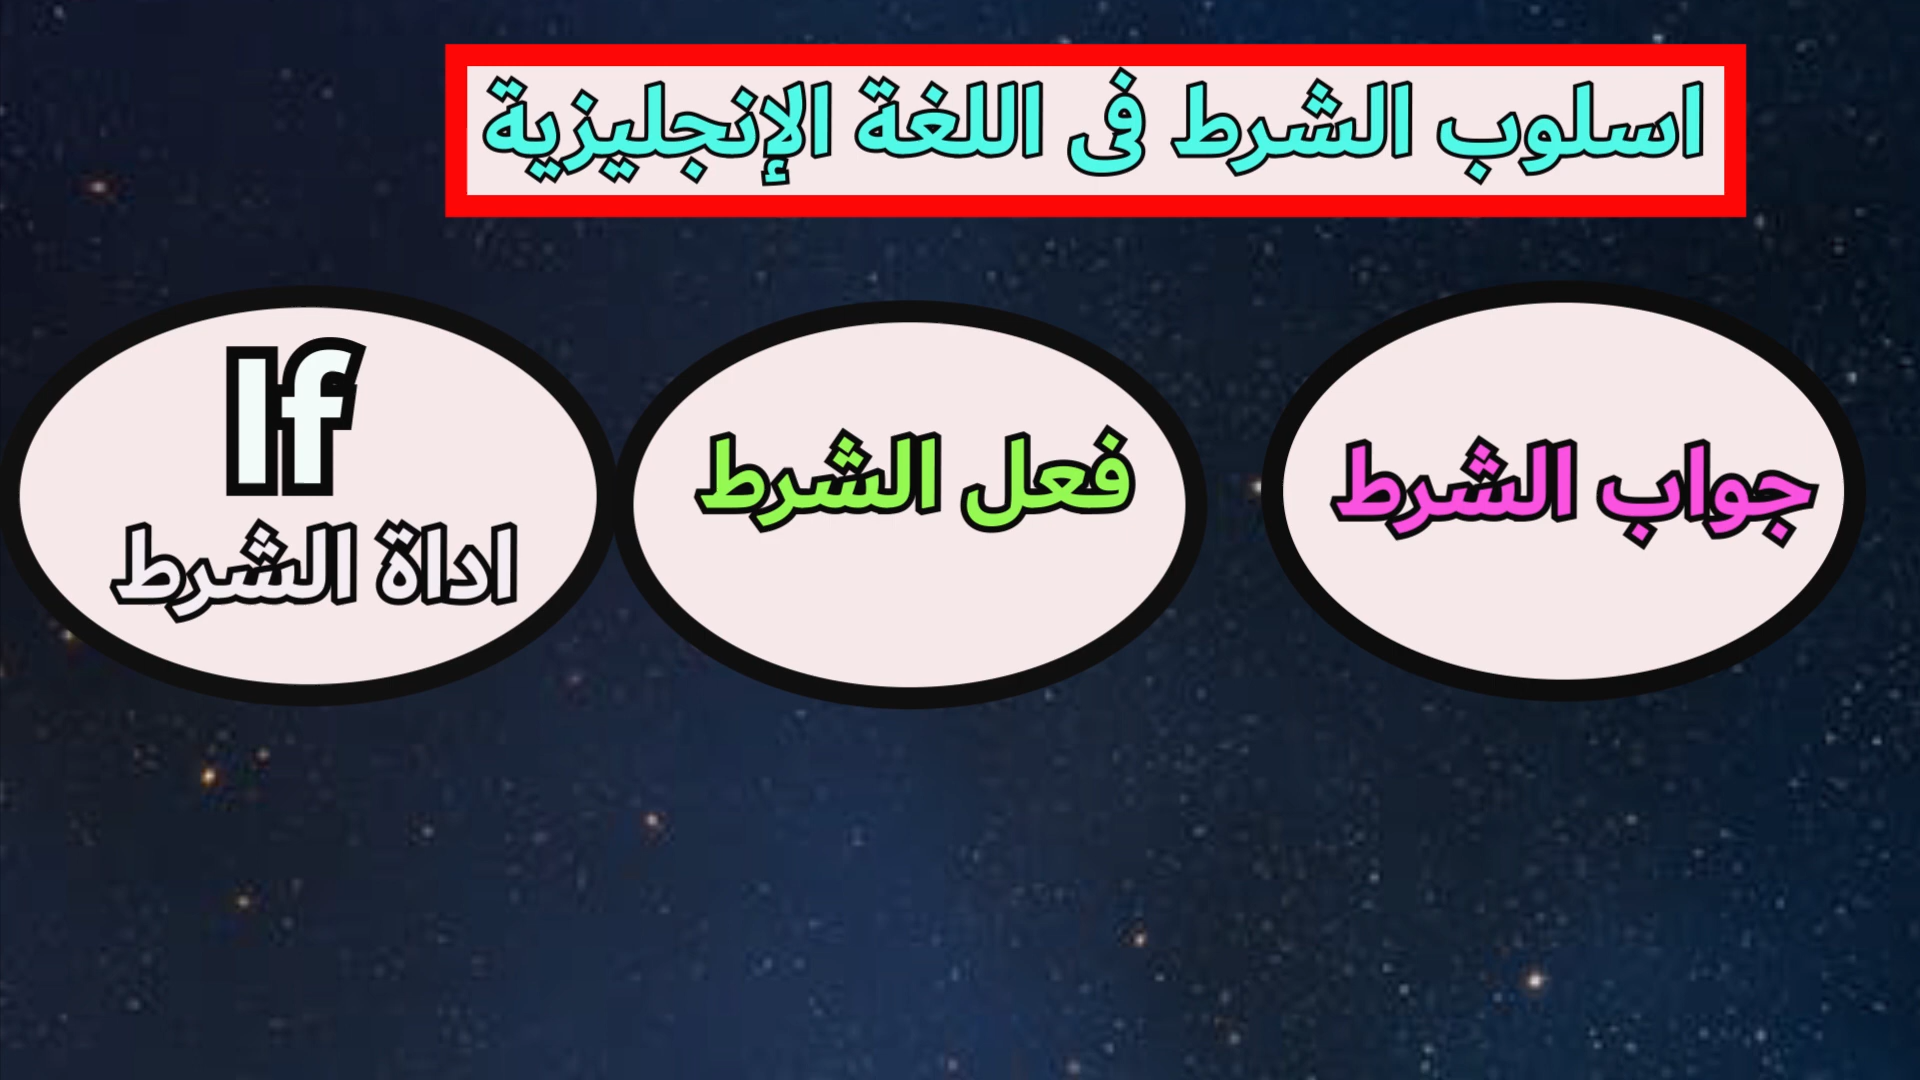 اسلوب الشرط فى اللغة الإنجليزية
If
اداة الشرط
فعل الشرط
جواب الشرط